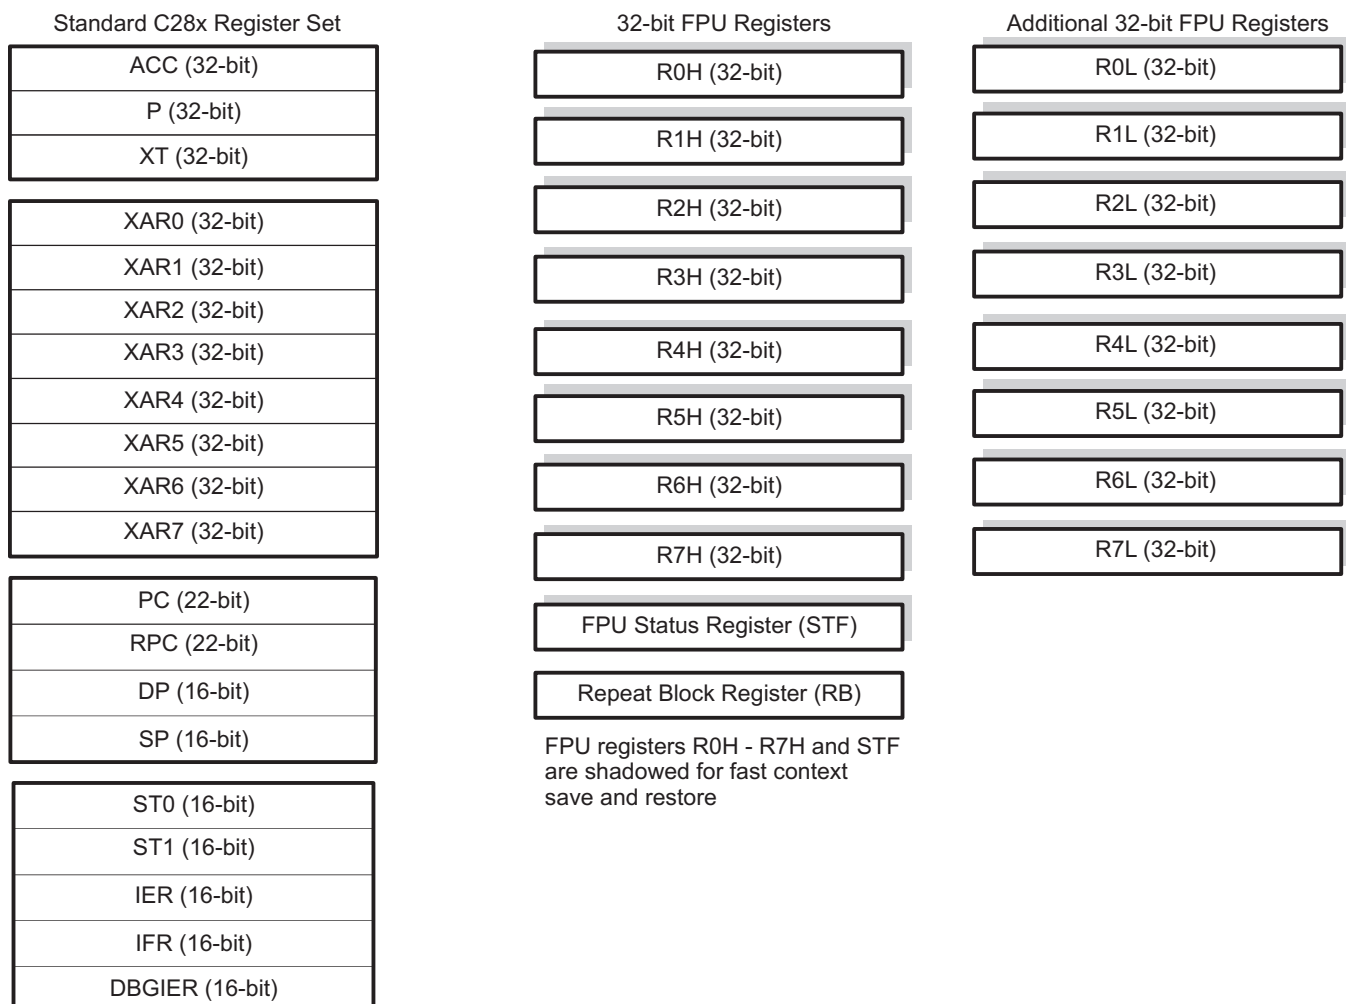 Standard C28x Register Set
ACC (32-bit)
P (32-bit)
XT (32-bit)
XAR0 (32-bit)
XAR1 (32-bit)
XAR2 (32-bit)
XAR3 (32-bit)
XAR4 (32-bit)
XAR5 (32-bit)
XAR6 (32-bit)
XAR7 (32-bit)
PC (22-bit)
RPC (22-bit)
DP (16-bit)
SP (16-bit)
ST0 (16-bit)
ST1 (16-bit)
IER (16-bit)
IFR (16-bit)
DBGIER (16-bit)
32-bit FPU Registers
R0H (32-bit)
R1H (32-bit)
R2H (32-bit)
R3H (32-bit)
R4H (32-bit)
R5H (32-bit)
R6H (32-bit)
R7H (32-bit)
FPU Status Register (STF)
Repeat Block Register (RB)
FPU registers R0H - R7H and STF
are shadowed for fast context
save and restore
Additional 32-bit FPU Registers
R0L (32-bit)
R1L (32-bit)
R2L (32-bit)
R3L (32-bit)
R4L (32-bit)
R5L (32-bit)
R6L (32-bit)
R7L (32-bit)